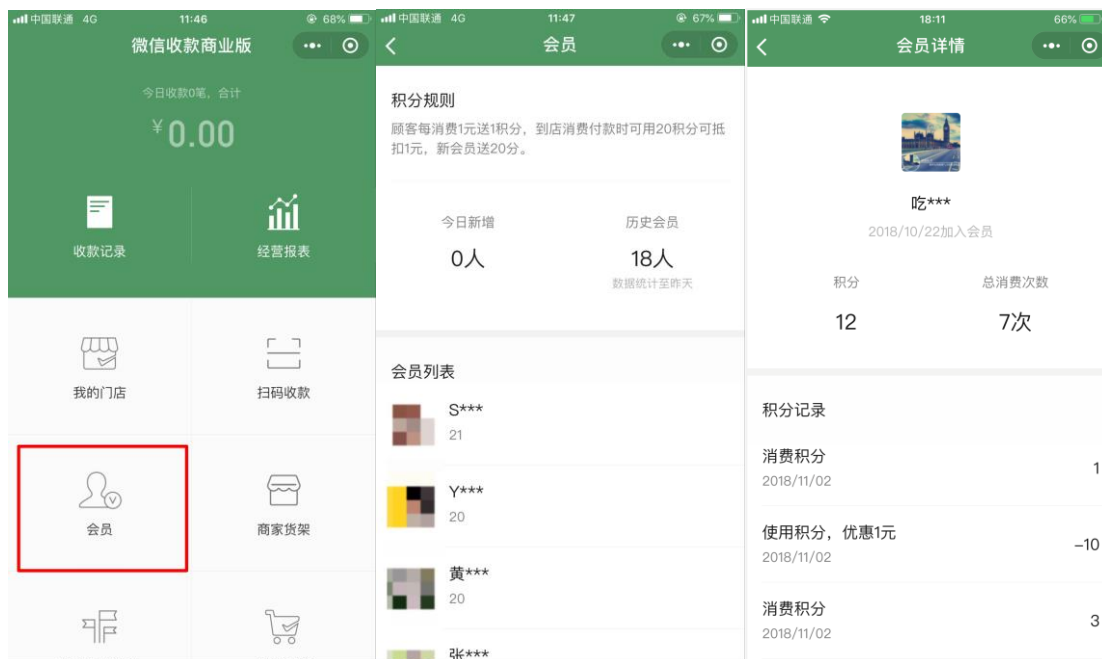 中国联通 4G 11:46 68%
微信收款商业版
今日收款0笔，合计
¥0.00
收款记录 经营报表
我的门店 扫码收款
会员 商家货架
中国联通 4G 11:47 67%
会员
积分规则
顾客每消费1元送1积分，到店消费付款时可用20积分可抵
扣1元，新会员送20分。
今日新增 历史会员
0人 18人
数据统计至昨天
会员列表
S***
21
Y***
20
黄***
20
张***
中国联通 18:11 66%
会员详情
吃***
2018/10/22加入会员
积分 总消费次数
12 7次
积分记录
消费积分 1
2018/11/02
使用积分，优惠1元 -10
2018/11/02
消费积分 3
2018/11/02